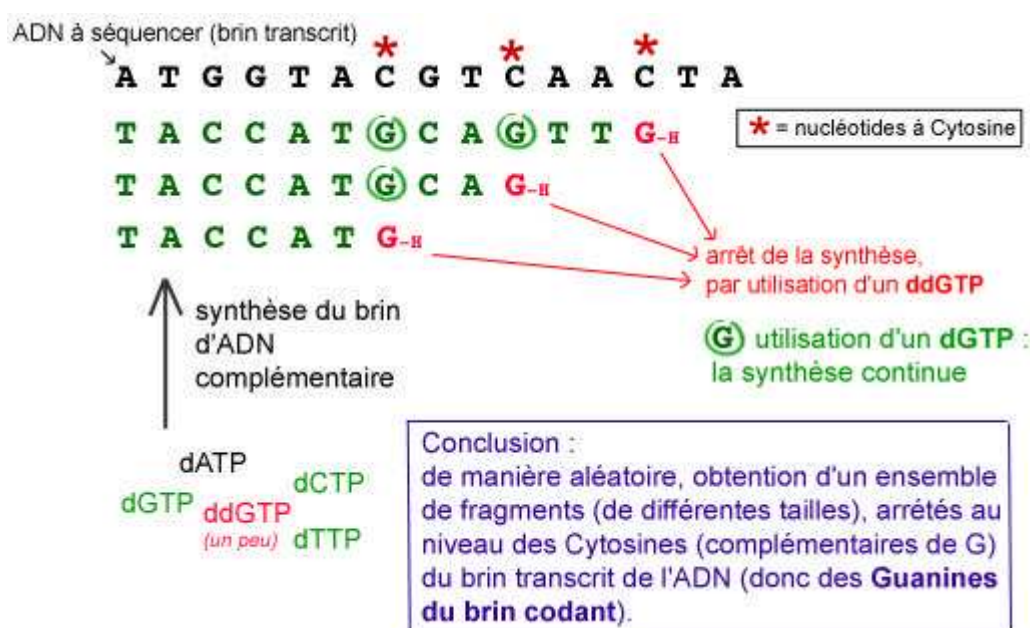 ADN à séquencer (brin transcrit)
* * *
A T G G T A C G T C A A C T A
T A C C A T G C A G T T G-H
* = nucléotides à Cytosine
T A C C A T G C A G-H
T A C C A T G-H
arrêt de la synthèse,
par utilisation d'un ddGTP
synthèse du brin
d'ADN
complémentaire
G utilisation d'un dGTP :
la synthèse continue
dATP
dCTP
dGTP
ddGTP
(un peu)
dTTP
Conclusion :
de manière aléatoire, obtention d'un ensemble
de fragments (de différentes tailles), arrétés au
niveau des Cytosines (complémentaires de G)
du brin transcrit de l'ADN (donc des Guanines
du brin codant).